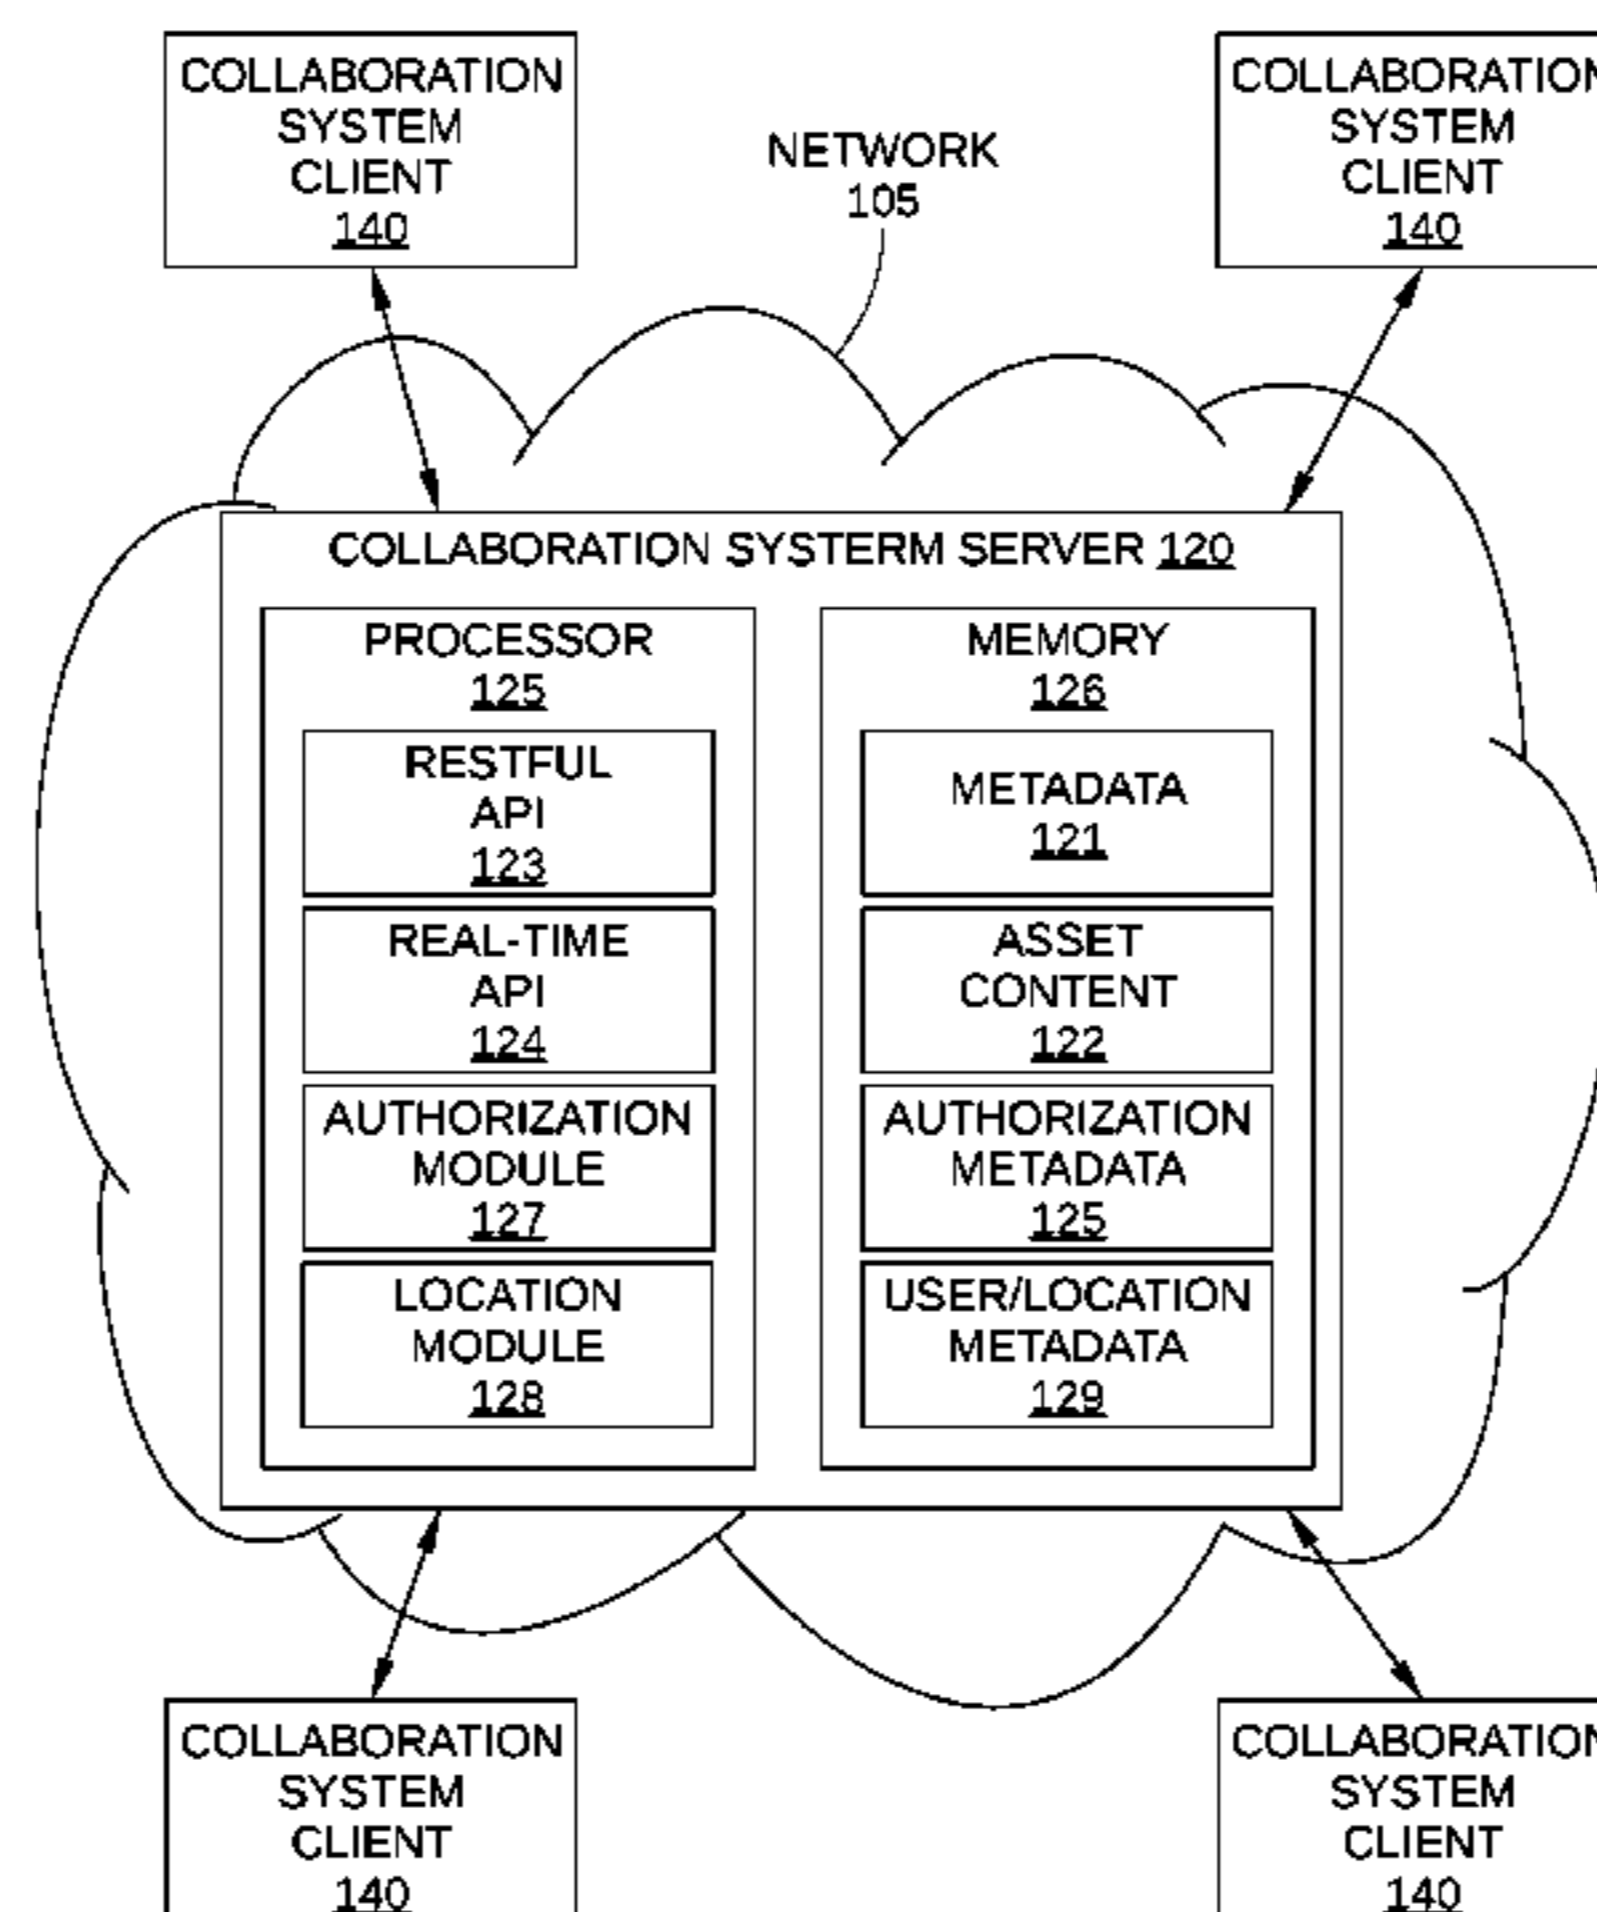 COLLABORATION
SYSTEM
CLIENT
140
COLLABORATION
SYSTEM
CLIENT
140
NETWORK
105
COLLABORATION SYSTERM SERVER 120
PROCESSOR
125
RESTFUL
API
123
REAL-TIME
API
124
AUTHORIZATION
MODULE
127
LOCATION
MODULE
128
MEMORY
126
METADATA
121
ASSET
CONTENT
122
AUTHORIZATION
METADATA
125
USER/LOCATION
METADATA
129
COLLABORATION
SYSTEM
CLIENT
140
COLLABORATION
SYSTEM
CLIENT
140